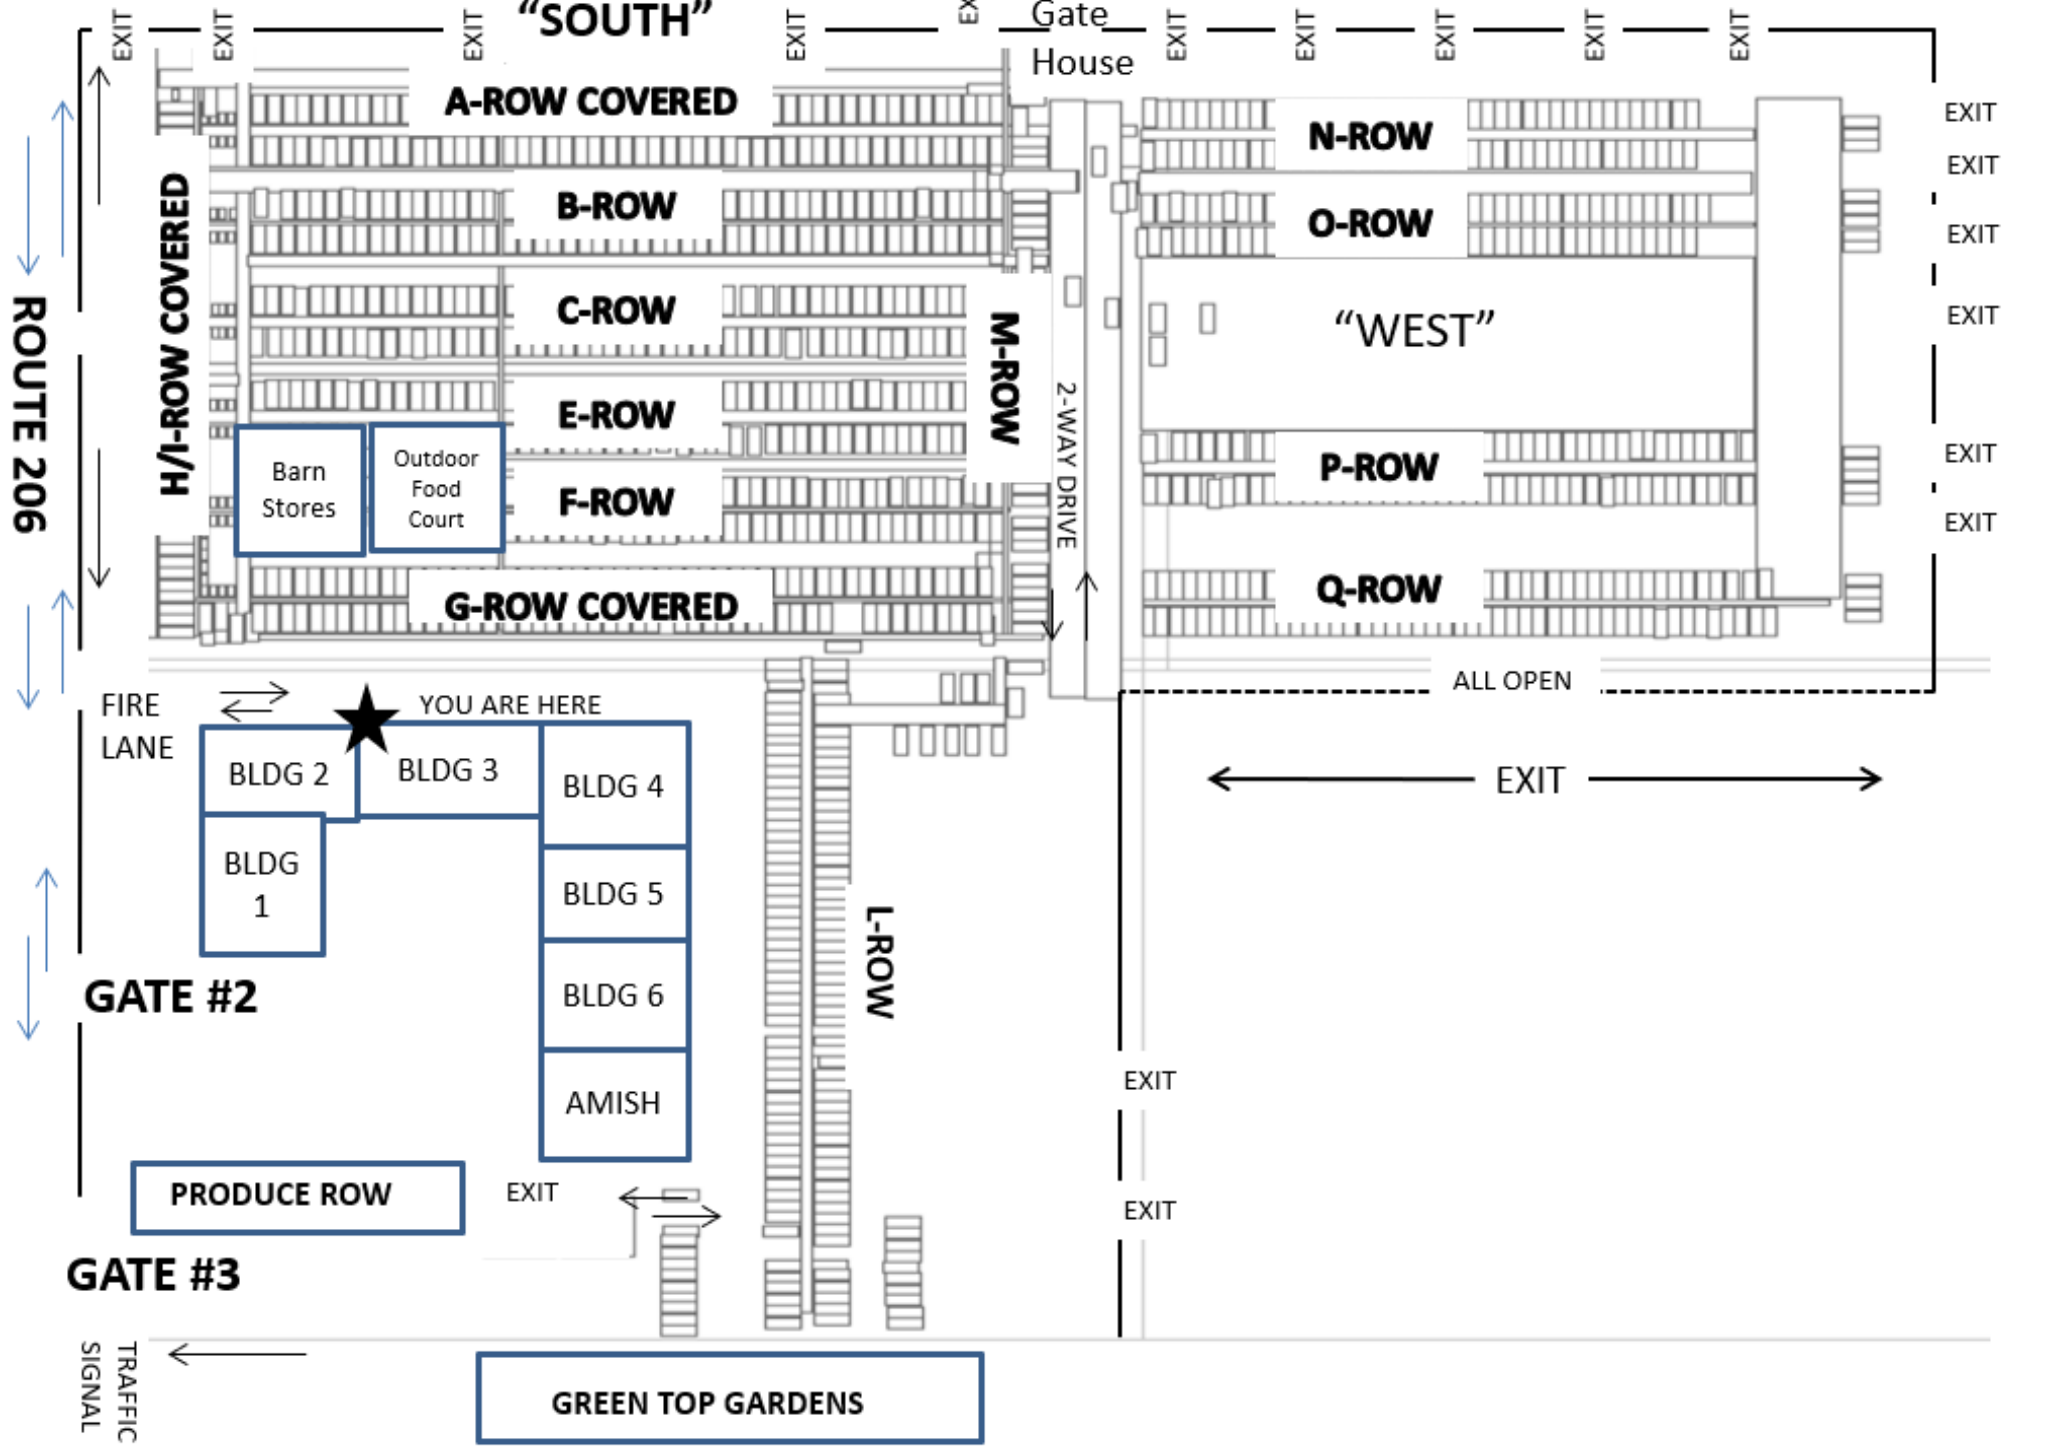 “SOUTH”
EXIT
EXIT
EXIT
EXIT
EX
Gate
House
EXIT
EXIT
EXIT
EXIT
EXIT
A-ROW COVERED
B-ROW
C-ROW
E-ROW
F-ROW
G-ROW COVERED
H/I-ROW COVERED
ROUTE 206
Barn
Stores
Outdoor
Food
Court
M-ROW
2-WAY DRIVE
N-ROW
O-ROW
“WEST”
P-ROW
Q-ROW
EXIT
EXIT
EXIT
EXIT
EXIT
EXIT
ALL OPEN
FIRE
LANE
YOU ARE HERE
BLDG 2
BLDG 3
BLDG 4
BLDG
1
BLDG 5
BLDG 6
AMISH
L-ROW
EXIT
GATE #2
EXIT
EXIT
PRODUCE ROW
EXIT
GATE #3
TRAFFIC
SIGNAL
GREEN TOP GARDENS